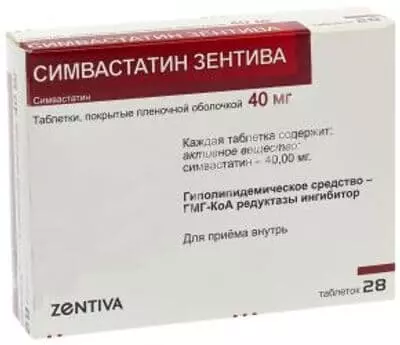 СИМВАСТАТИН ЗЕНТИВА
Симвастатин
Таблетки, покрытые пленочной оболочкой 40 мг
Каждая таблетка содержит:
активное вещество:
симвастатин – 40,00 мг.
Гиполипидемическое средство –
ГМГ-КоА редуктазы ингибитор
Для приёма внутрь
ZENTIVA
таблеток 28